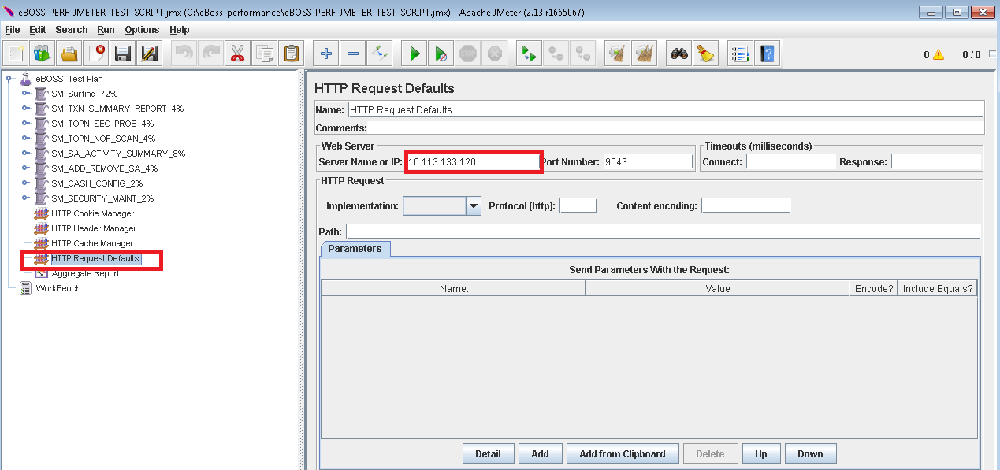 eBOSS_PERF_JMETER_TEST_SCRIPT.jmx (C:\eBoss-performance\eBOSS_PERF_JMETER_TEST_SCRIPT.jmx) - Apache JMeter (2.13 r1665067)
File Edit Search Run Options Help
STOP 0 0 / 0
eBOSS_Test Plan
SM_Surfing_72%
SM_TXN_SUMMARY_REPORT_4%
SM_TOPN_SEC_PROB_4%
SM_TOPN_NOF_SCAN_4%
SM_SA_ACTIVITY_SUMMARY_8%
SM_ADD_REMOVE_SA_4%
SM_CASH_CONFIG_2%
SM_SECURITY_MAINT_2%
HTTP Cookie Manager
HTTP Header Manager
HTTP Cache Manager
HTTP Request Defaults
Aggregate Report
WorkBench
HTTP Request Defaults
Name: HTTP Request Defaults
Comments:
Web Server
Server Name or IP: 10.113.133.120 Port Number: 9043
Timeouts (milliseconds)
Connect: Response:
HTTP Request
Implementation: Protocol [http]: Content encoding:
Path:
Parameters
Send Parameters With the Request:
Name: Value Encode? Include Equals?
Detail Add Add from Clipboard Delete Up Down